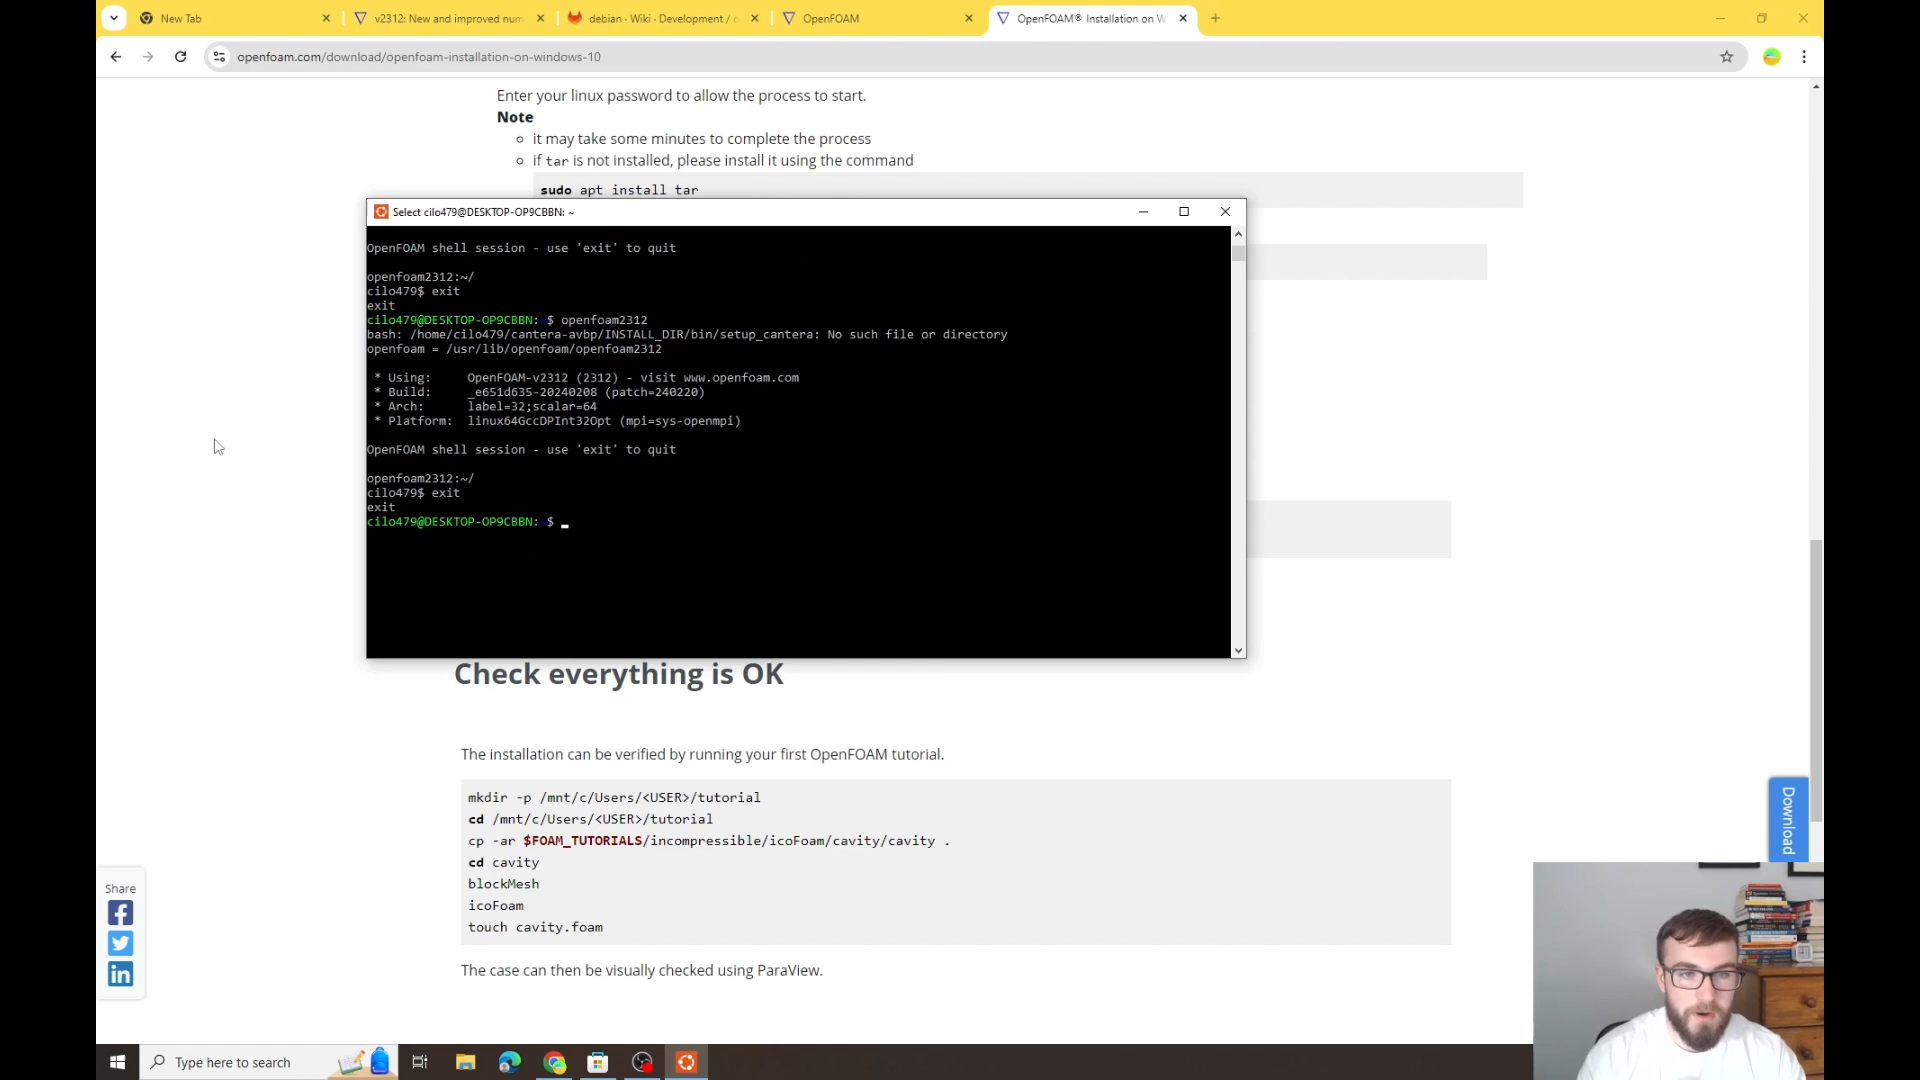 New Tab
v2312: New and improved num
debian · Wiki · Development / o
OpenFOAM
OpenFOAM® Installation on W
openfoam.com/download/openfoam-installation-on-windows-10
Enter your linux password to allow the process to start.
Note
it may take some minutes to complete the process
if tar is not installed, please install it using the command
sudo apt install tar
Select cilo479@DESKTOP-OP9CBBN: ~
OpenFOAM shell session - use 'exit' to quit
openfoam2312:~/
cilo479$ exit
exit
cilo479@DESKTOP-OP9CBBN:~$ openfoam2312
bash: /home/cilo479/cantera-avbp/INSTALL_DIR/bin/setup_cantera: No such file or directory
openfoam = /usr/lib/openfoam/openfoam2312
* Using: OpenFOAM-v2312 (2312) - visit www.openfoam.com
* Build: _e651d635-20240208 (patch=240220)
* Arch: label=32;scalar=64
* Platform: linux64GccDPInt32Opt (mpi=sys-openmpi)
OpenFOAM shell session - use 'exit' to quit
openfoam2312:~/
cilo479$ exit
exit
cilo479@DESKTOP-OP9CBBN:~$ _
Check everything is OK
The installation can be verified by running your first OpenFOAM tutorial.
mkdir -p /mnt/c/Users/<USER>/tutorial
cd /mnt/c/Users/<USER>/tutorial
cp -ar $FOAM_TUTORIALS/incompressible/icoFoam/cavity/cavity .
cd cavity
blockMesh
icoFoam
touch cavity.foam
The case can then be visually checked using ParaView.
Download
Share
Type here to search